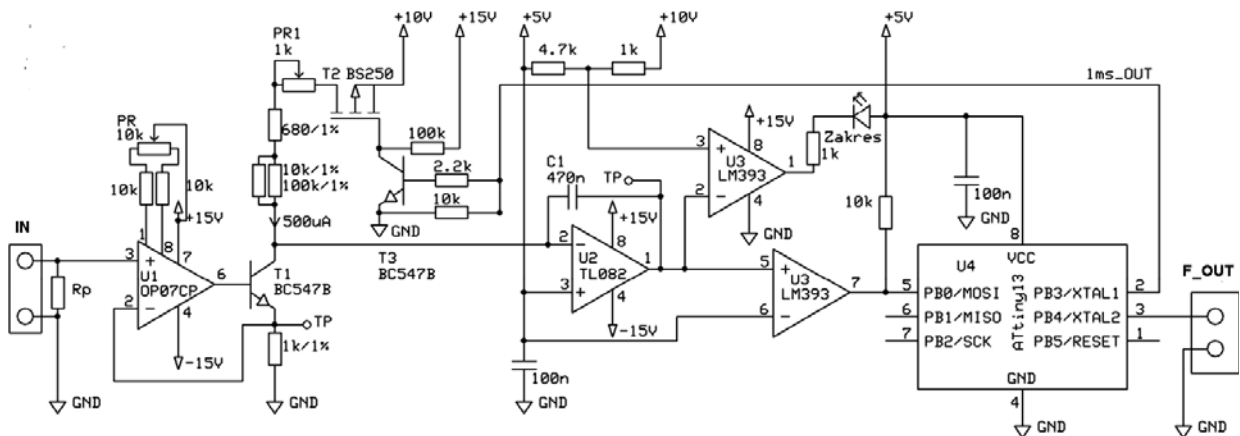 +10V
+15V
+5V
+10V
+5V
PR1
1k
T2 BS250
4.7k
1k
1ms_OUT
PR
10k
680/1%
100k
+15V
Zakres
10k/1%
100k/1%
2.2k
C1
470n
TP
3
+
8
U3
LM393
1
1k
10k
10k
+15V
500uA
10k
2
−
4
100n
GND
GND
+15V
10k
GND
IN
1
8
7
3
+
U1
OP07CP
6
2
−
4
Rp
T1
BC547B
T3
BC547B
2
−
8
U2
TL082
1
3
+
4
5
+
U3
LM393
7
6
−
8
VCC
U4
ATtiny13
5
PB0/MOSI
PB3/XTAL1
2
6
PB1/MISO
PB4/XTAL2
3
7
PB2/SCK
PB5/RESET
1
GND
4
F_OUT
TP
-15V
-15V
1k/1%
100n
GND
GND
GND
GND
GND